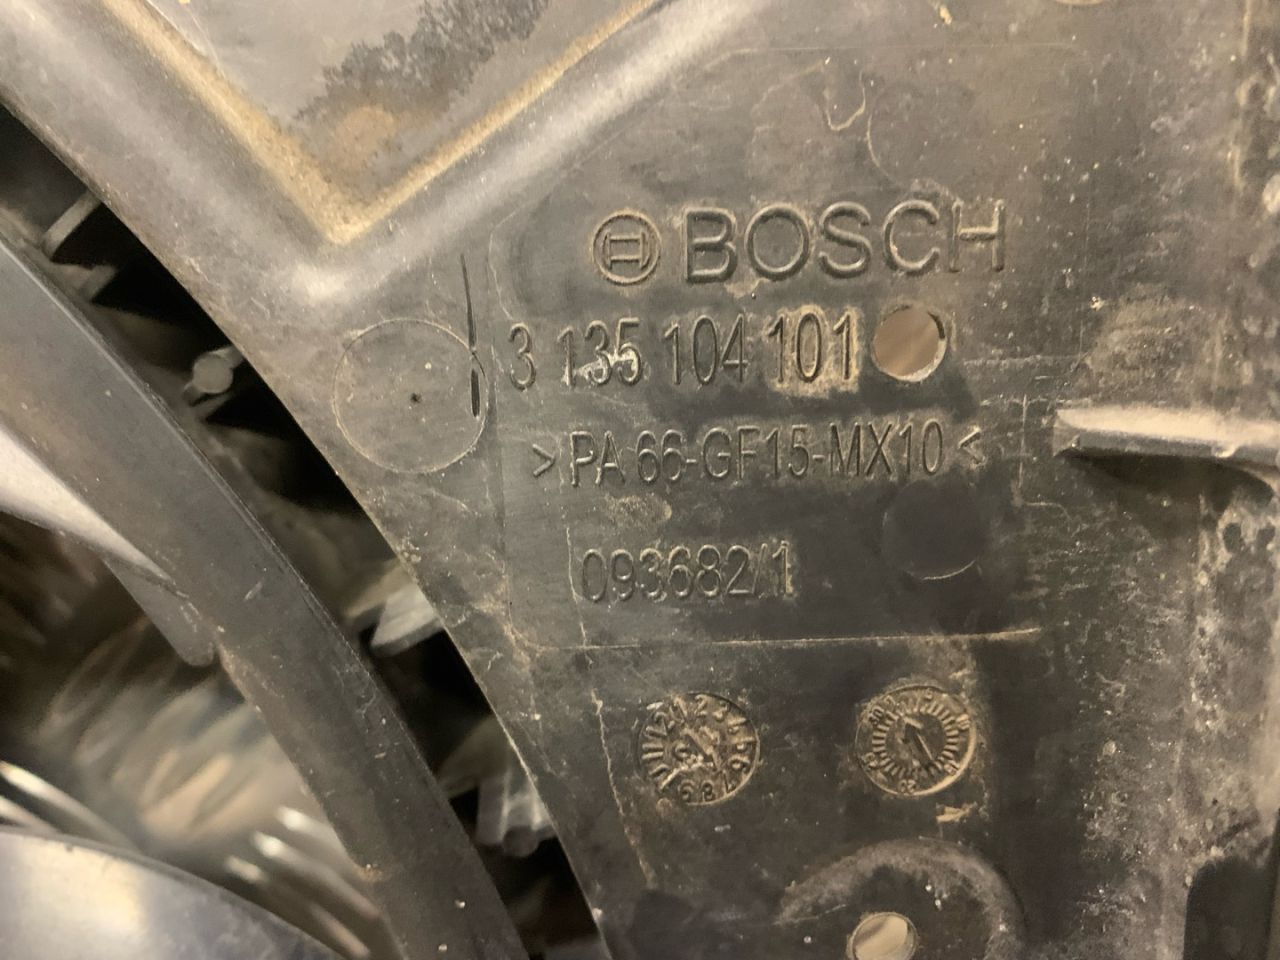 BOSCH
3 135 104 101
>PA 66-GF15-MX10<
093682/1